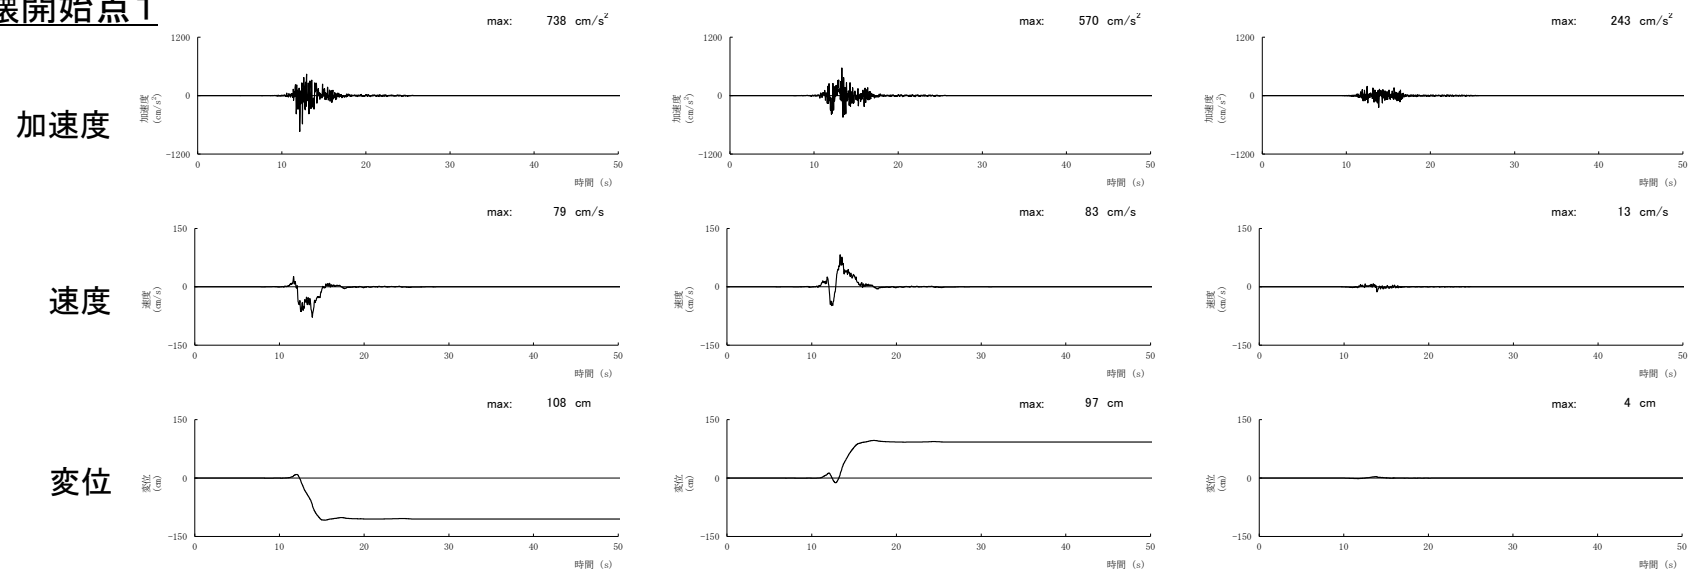 壊開始点1
max: 738 cm/s²
max: 570 cm/s²
max: 243 cm/s²
加速度
加速度 (cm/s²)
1200
0
-1200
0 10 20 30 40 50
時間 (s)
加速度 (cm/s²)
1200
0
-1200
0 10 20 30 40 50
時間 (s)
加速度 (cm/s²)
1200
0
-1200
0 10 20 30 40 50
時間 (s)
max: 79 cm/s
max: 83 cm/s
max: 13 cm/s
速度
速度 (cm/s)
150
0
-150
0 10 20 30 40 50
時間 (s)
速度 (cm/s)
150
0
-150
0 10 20 30 40 50
時間 (s)
速度 (cm/s)
150
0
-150
0 10 20 30 40 50
時間 (s)
max: 108 cm
max: 97 cm
max: 4 cm
変位
変位 (cm)
150
0
-150
0 10 20 30 40 50
時間 (s)
変位 (cm)
150
0
-150
0 10 20 30 40 50
時間 (s)
変位 (cm)
150
0
-150
0 10 20 30 40 50
時間 (s)